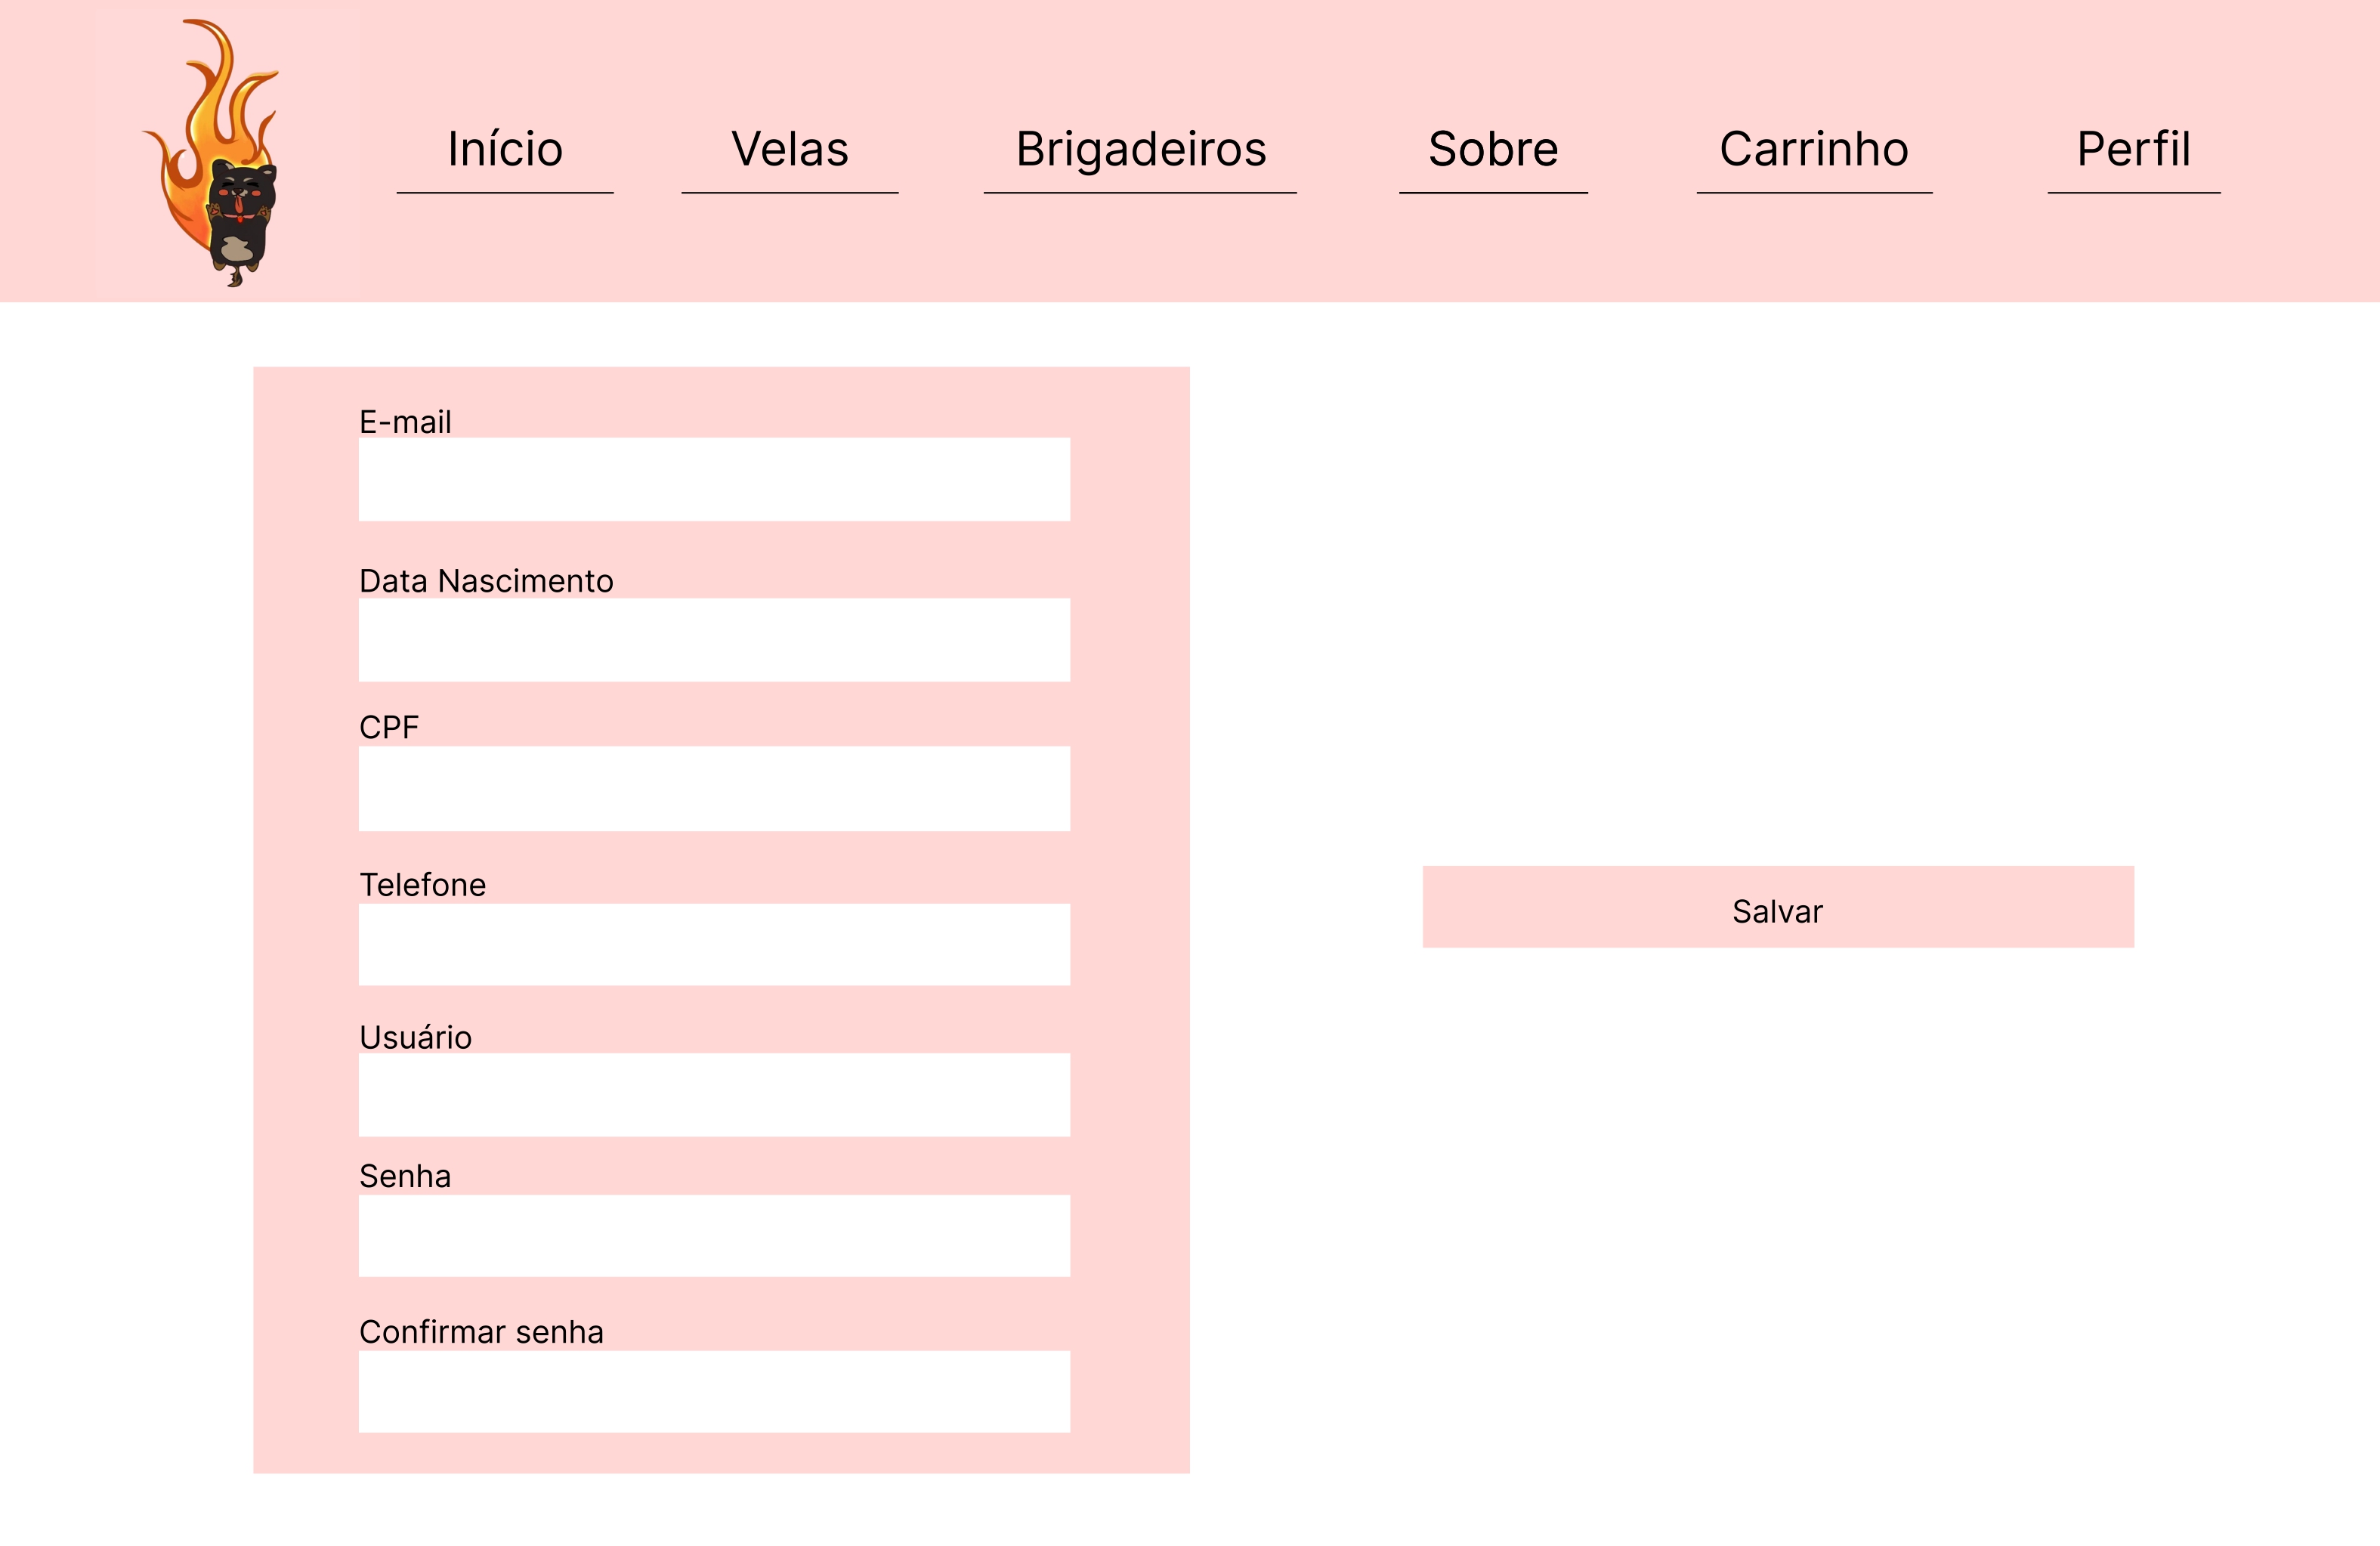 Início
Velas
Brigadeiros
Sobre
Carrinho
Perfil
E-mail
Data Nascimento
CPF
Telefone
Usuário
Senha
Confirmar senha
Salvar